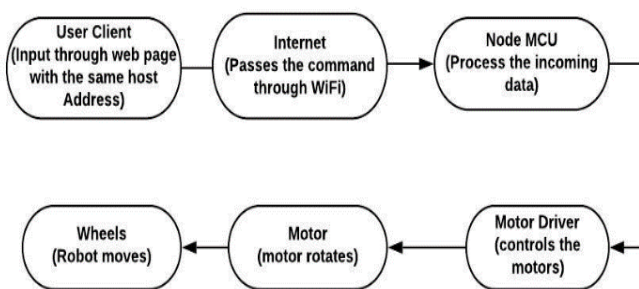 User Client
(Input through web page
with the same host
Address)
Internet
(Passes the command
through WiFi)
Node MCU
(Process the incoming
data)
Wheels
(Robot moves)
Motor
(motor rotates)
Motor Driver
(controls the
motors)